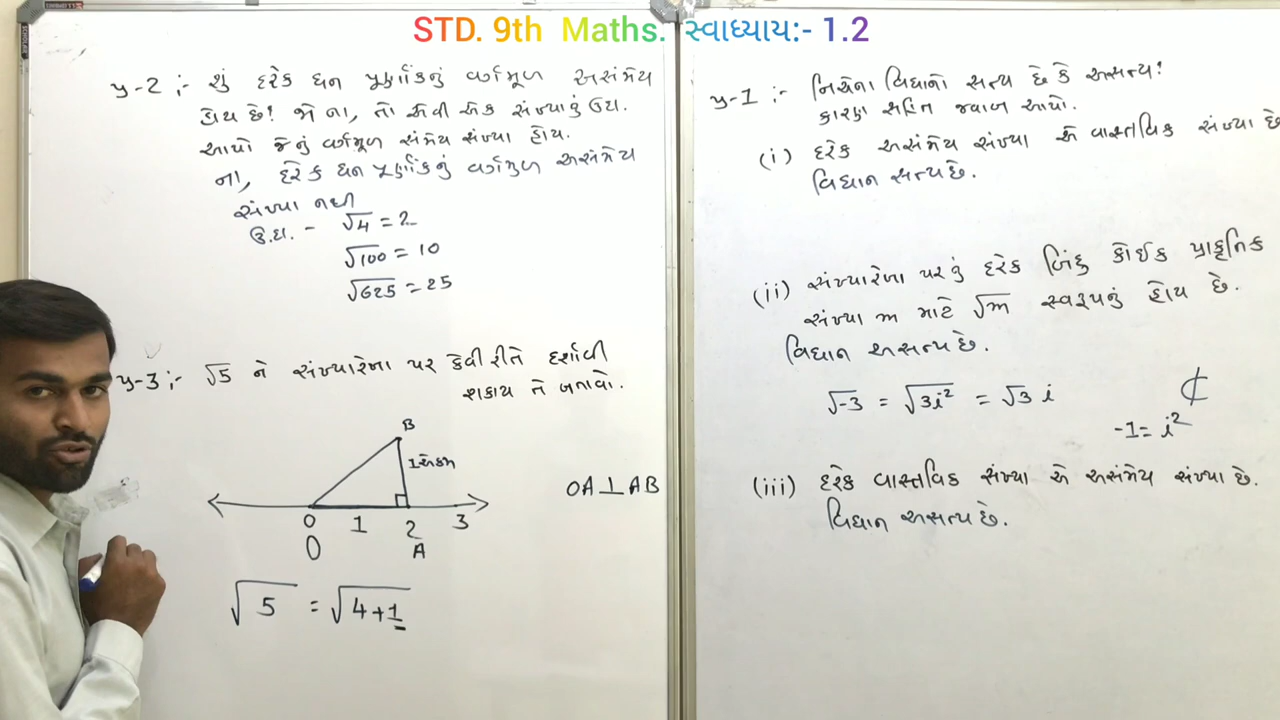 STD. 9th Maths. સ્વાધ્યાય:- 1.2
પ્ર-2 :- શું દરેક ધન પૂર્ણાંકનું વર્ગમૂળ અસંમેય
હોય છે? જો ના, તો એવી એક સંખ્યાનું ઉદા.
આપો જેનું વર્ગમૂળ સંમેય સંખ્યા હોય.
ના, દરેક ધન પૂર્ણાંકનું વર્ગમુળ અસંમેય
સંખ્યા નથી
ઉ.દા. - √4 = 2
√100 = 10
√625 = 25
પ્ર-3 :- √5 ને સંખ્યારેખા પર કેવી રીતે દર્શાવી
શકાય તે બતાવો.
B
1 એકમ
OA⊥AB
0 1 2 3
O A
√5 = √4+1
પ્ર-1 :- નિચેના વિધાનો સત્ય છે કે અસત્ય?
કારણ સહિત જવાબ આપો.
(i) દરેક અસંમેય સંખ્યા એ વાસ્તવિક સંખ્યા છે
વિધાન સત્ય છે.
(ii) સંખ્યારેખા પરનું દરેક બિંદુ કોઈક પ્રાકૃતિક
સંખ્યા m માટે √m સ્વરૂપનું હોય છે.
વિધાન અસત્ય છે.
√-3 = √3i² = √3 i
₵
-1 = i²
(iii) દરેક વાસ્તવિક સંખ્યા એ અસંમેય સંખ્યા છે.
વિધાન અસત્ય છે.